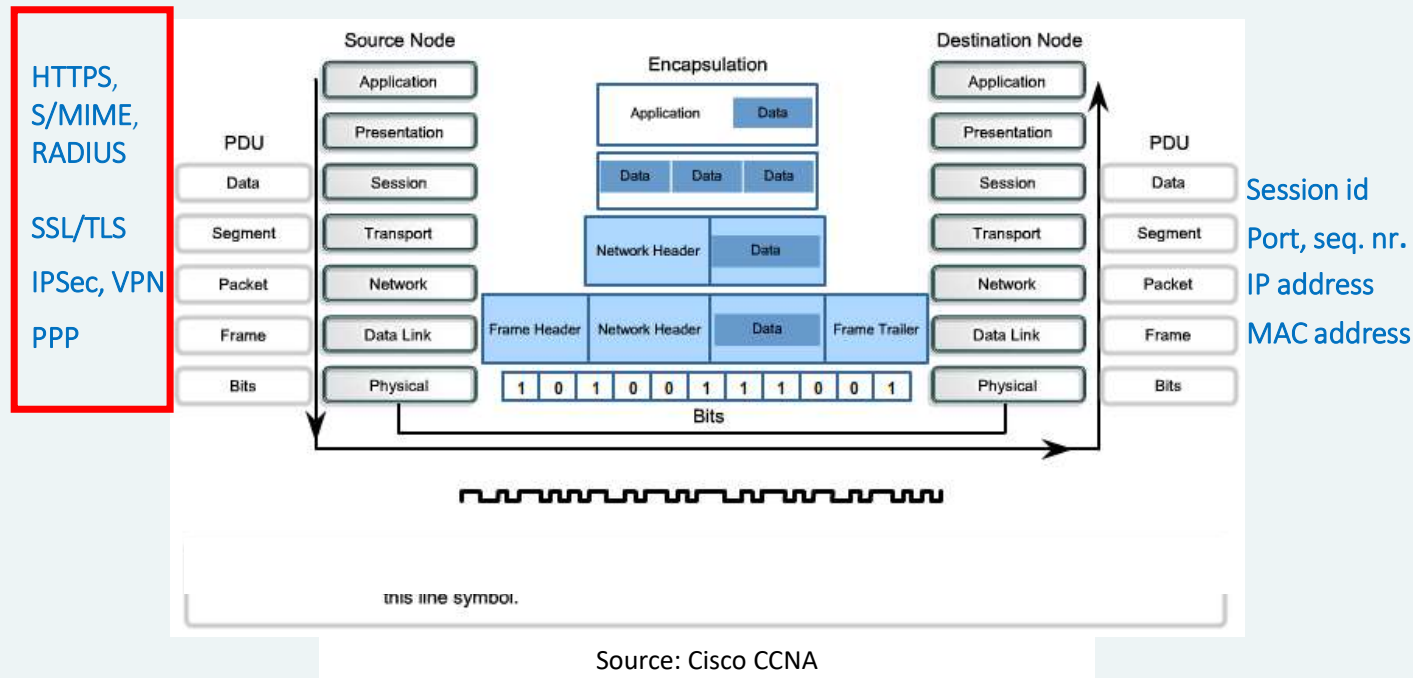 HTTPS,
S/MIME,
RADIUS
SSL/TLS
IPSec, VPN
PPP
PDU
Data
Segment
Packet
Frame
Bits
Source Node
Application
Presentation
Session
Transport
Network
Data Link
Physical
Encapsulation
Application Data
Data Data Data
Network Header Data
Frame Header Network Header Data Frame Trailer
1 0 1 0 0 1 1 1 0 0 1
Bits
Destination Node
Application
Presentation
Session
Transport
Network
Data Link
Physical
PDU
Data
Segment
Packet
Frame
Bits
Session id
Port, seq. nr.
IP address
MAC address
this line symbol.
Source: Cisco CCNA